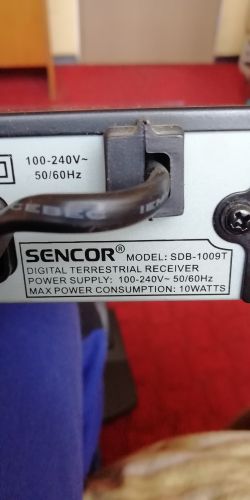 100-240V~
50/60Hz
SENCOR® MODEL: SDB-1009T
DIGITAL TERRESTRIAL RECEIVER
POWER SUPPLY: 100-240V~ 50/60Hz
MAX POWER CONSUMPTION: 10WATTS